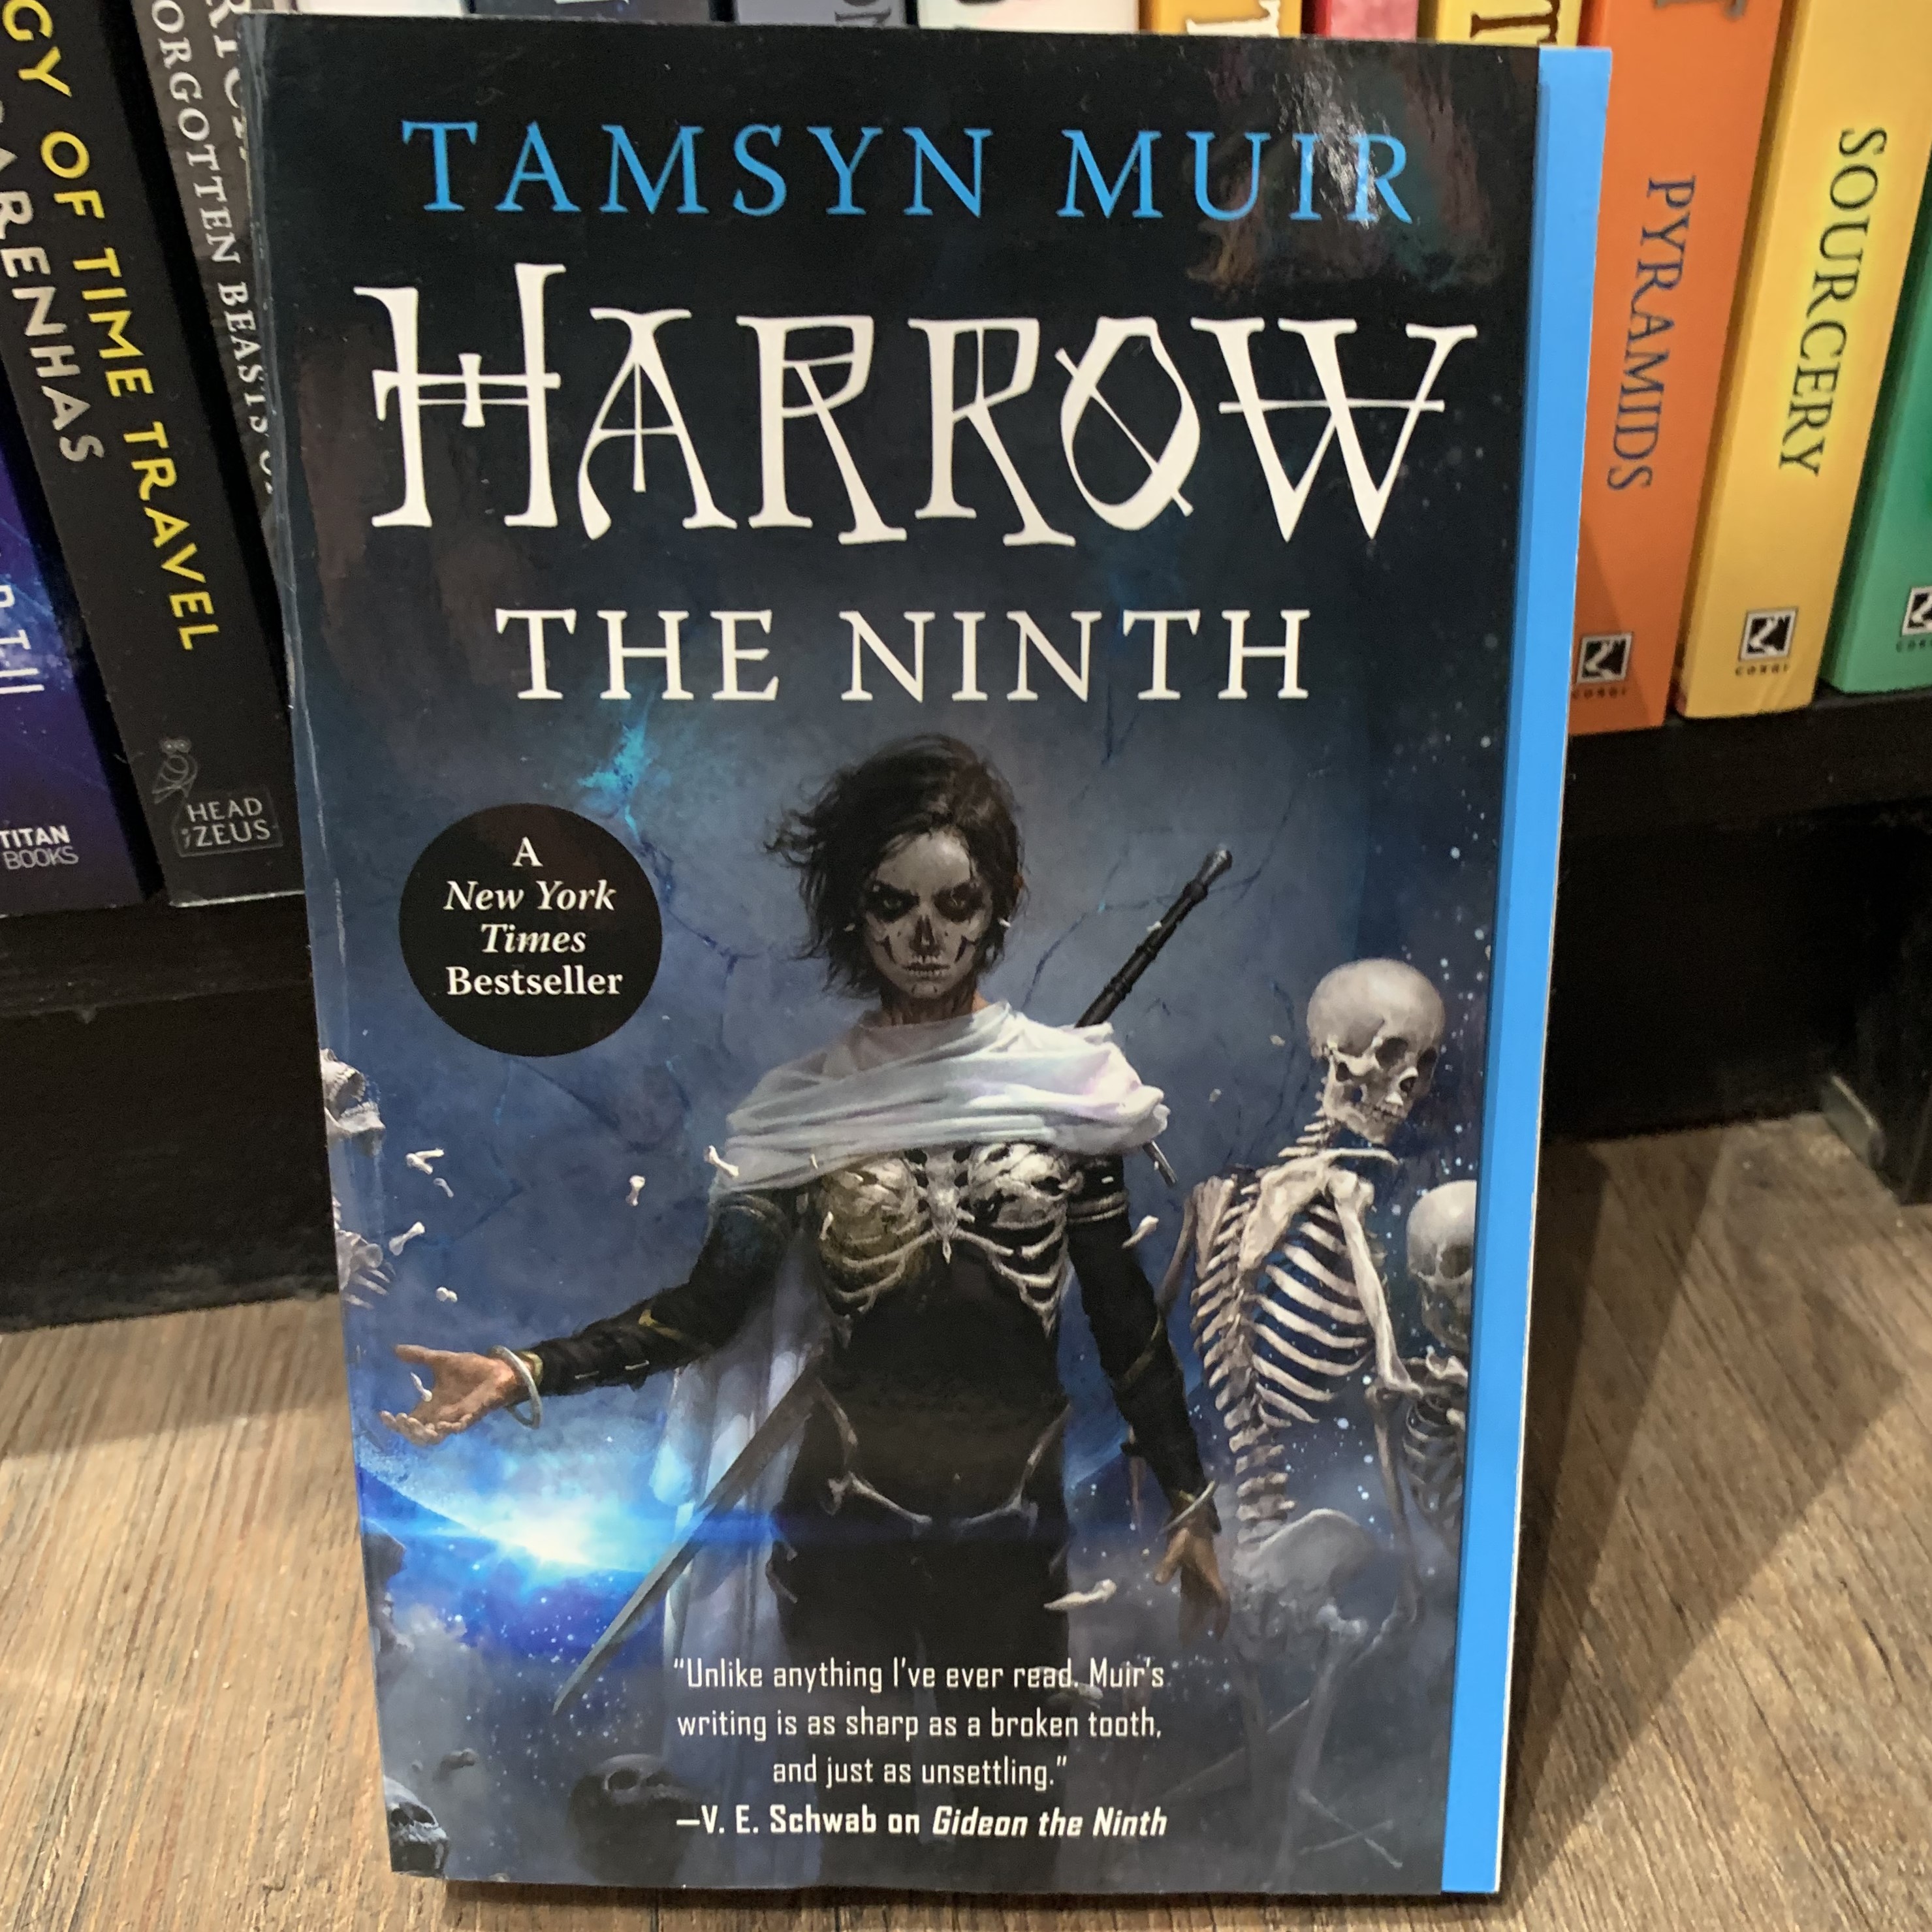 TAMSYN MUIR
HARROW
THE NINTH
A
New York
Times
Bestseller
"Unlike anything I've ever read. Muir's
writing is as sharp as a broken tooth,
and just as unsettling."
—V. E. Schwab on Gideon the Ninth
OF TIME TRAVEL
BEASTS
HEAD
ZEUS
TITAN
BOOKS
PYRAMIDS
CORGI
SOURCERY
CORGI